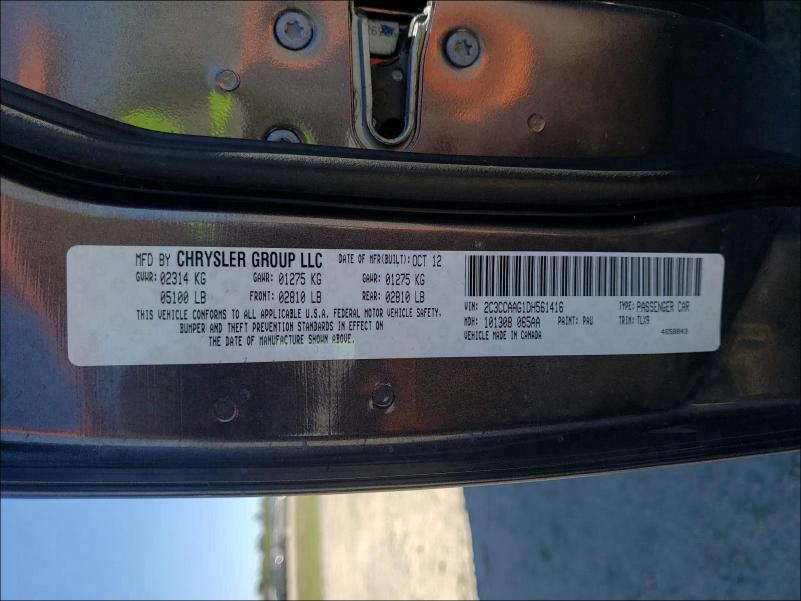 MFD BY CHRYSLER GROUP LLC DATE OF MFR(BUILT):OCT 12
GVWR:02314 KG GAWR: 01275 KG GAWR: 01275 KG
05100 LB FRONT: 02810 LB REAR: 02810 LB
THIS VEHICLE CONFORMS TO ALL APPLICABLE U.S.A. FEDERAL MOTOR VEHICLE SAFETY,
BUMPER AND THEFT PREVENTION STANDARDS IN EFFECT ON
THE DATE OF MANUFACTURE SHOWN ABOVE.
VIN: 2C3CCAAG1DH561416 TYPE: PASSENGER CAR
MDH: 101308 065AA PAINT: PAU TRIM: TLX9
VEHICLE MADE IN CANADA 4658843